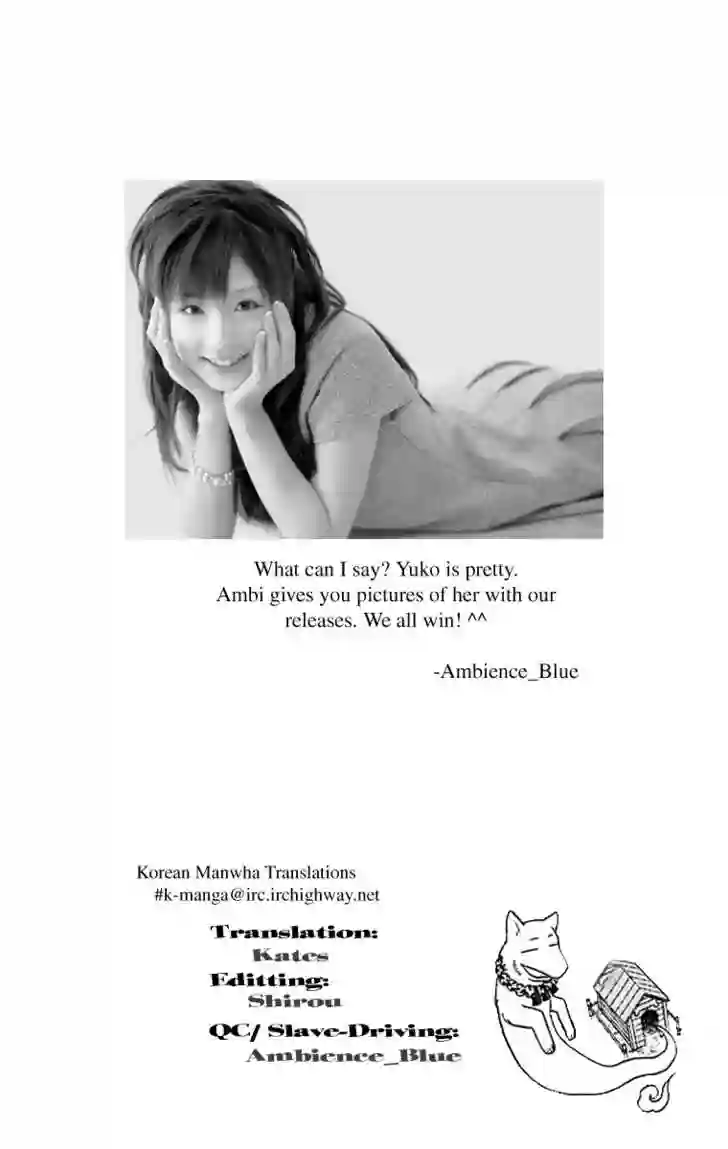 What can I say? Yuko is pretty.
Ambi gives you pictures of her with our
releases. We all win! ^^
-Ambience_Blue
Korean Manwha Translations
#k-manga@irc.irchighway.net
Translation:
Kates
Editting:
Shirou
QC/ Slave-Driving:
Ambience_Blue